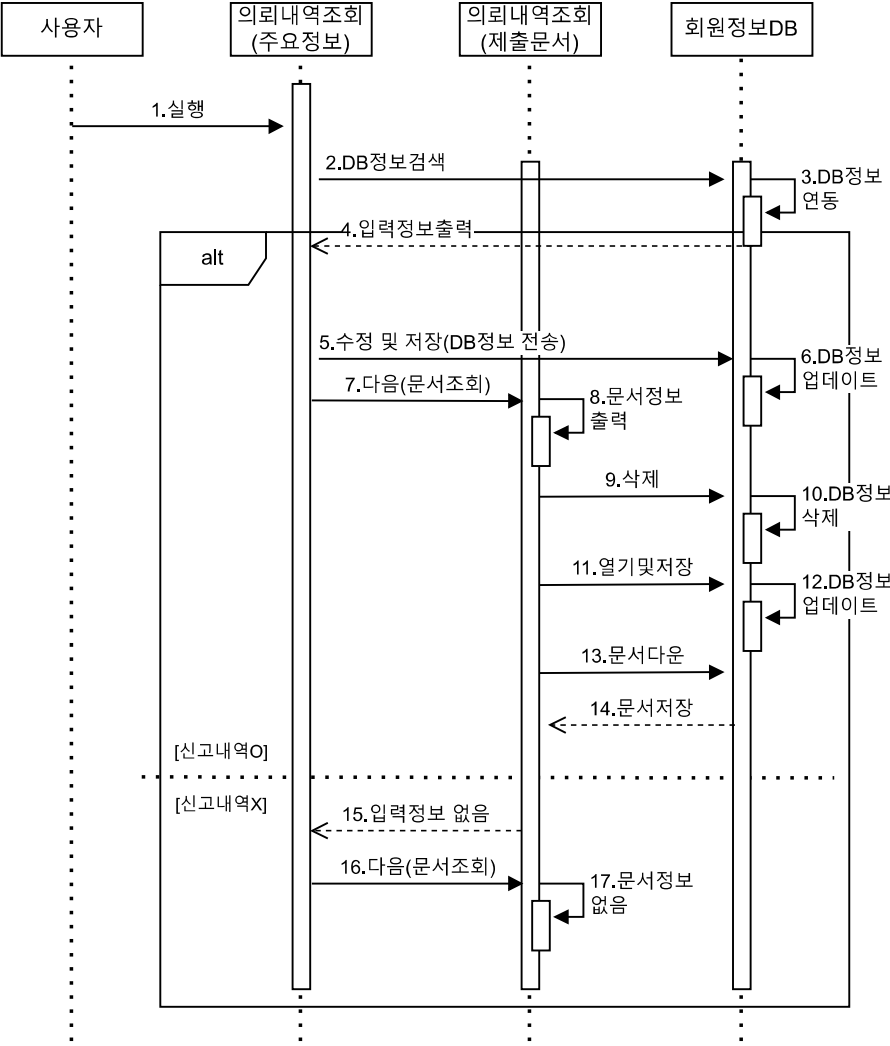 사용자
의뢰내역조회
(주요정보)
의뢰내역조회
(제출문서)
회원정보DB
1.실행
2.DB정보검색
3.DB정보
연동
4.입력정보출력
alt
5.수정 및 저장(DB정보 전송)
6.DB정보
업데이트
7.다음(문서조회)
8.문서정보
출력
9.삭제
10.DB정보
삭제
11.열기및저장
12.DB정보
업데이트
13.문서다운
14.문서저장
[신고내역O]
[신고내역X]
15.입력정보 없음
16.다음(문서조회)
17.문서정보
없음